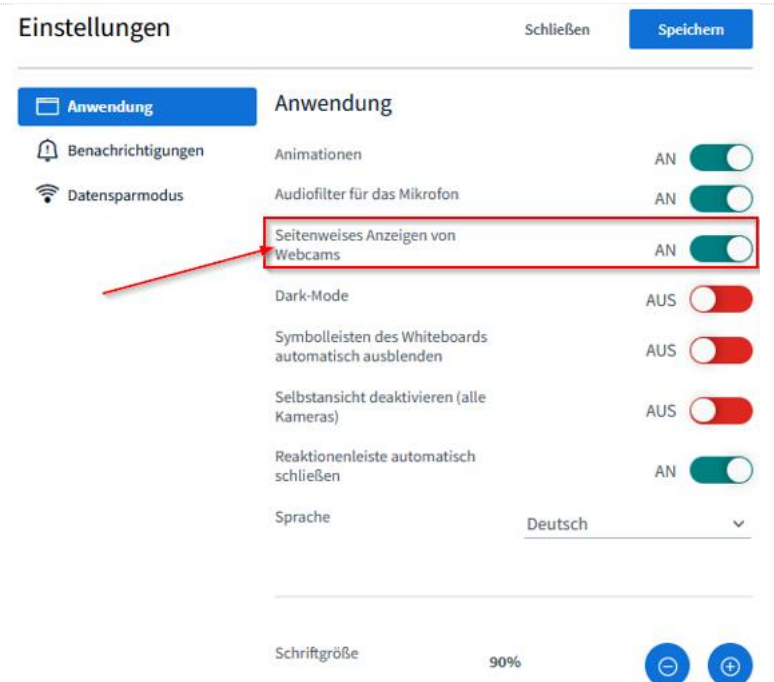 Einstellungen
Schließen
Speichern
Anwendung
Benachrichtigungen
Datensparmodus
Anwendung
Animationen
AN
Audiofilter für das Mikrofon
AN
Seitenweises Anzeigen von
Webcams
AN
Dark-Mode
AUS
Symbolleisten des Whiteboards
automatisch ausblenden
AUS
Selbstansicht deaktivieren (alle
Kameras)
AUS
Reaktionenleiste automatisch
schließen
AN
Sprache
Deutsch
Schriftgröße
90%